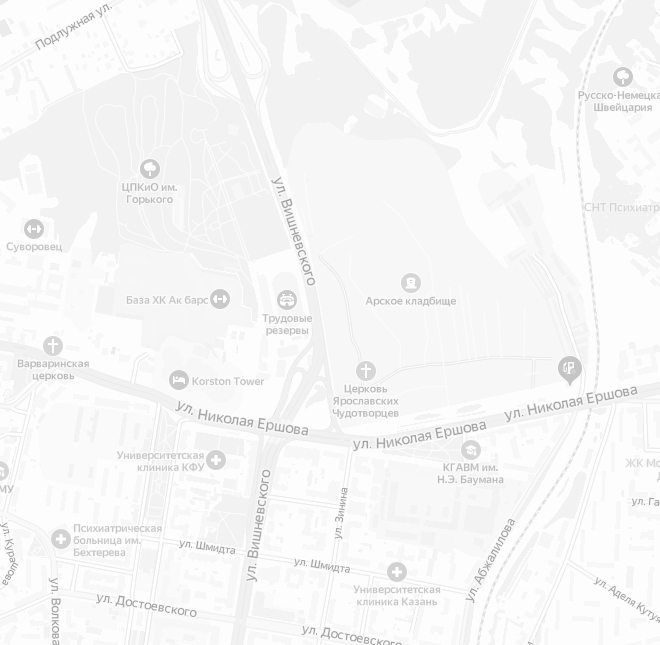 Подлужная ул.
Русско-Немецкая
Швейцария
ЦПКиО им.
Горького
ул. Вишневского
СНТ Психиатр
Суворовец
База ХК Ак барс
Трудовые
резервы
Арское кладбище
Варваринская
церковь
Korston Tower
Церковь
Ярославских
Чудотворцев
ул. Николая Ершова
ул. Николая Ершова
ул. Николая Ершова
Университетская
клиника КФУ
КГАВМ им.
Н.Э. Баумана
ЖК Мо
МУ
ул. Га
ул. Вишневского
ул. Зинина
Психиатрическая
больница им.
Бехтерева
ул. Курашова
ул. Шмидта
ул. Шмидта
ул. Абжалилова
Университетская
клиника Казань
ул. Волкова
ул. Достоевского
ул. Достоевского
ул. Аделя Кутуя